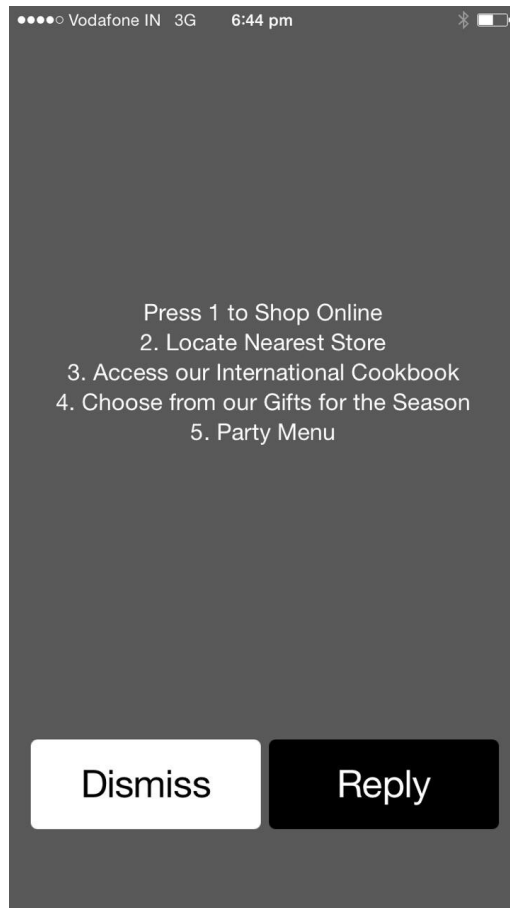 Vodafone IN 3G 6:44 pm
Press 1 to Shop Online
2. Locate Nearest Store
3. Access our International Cookbook
4. Choose from our Gifts for the Season
5. Party Menu
Dismiss Reply